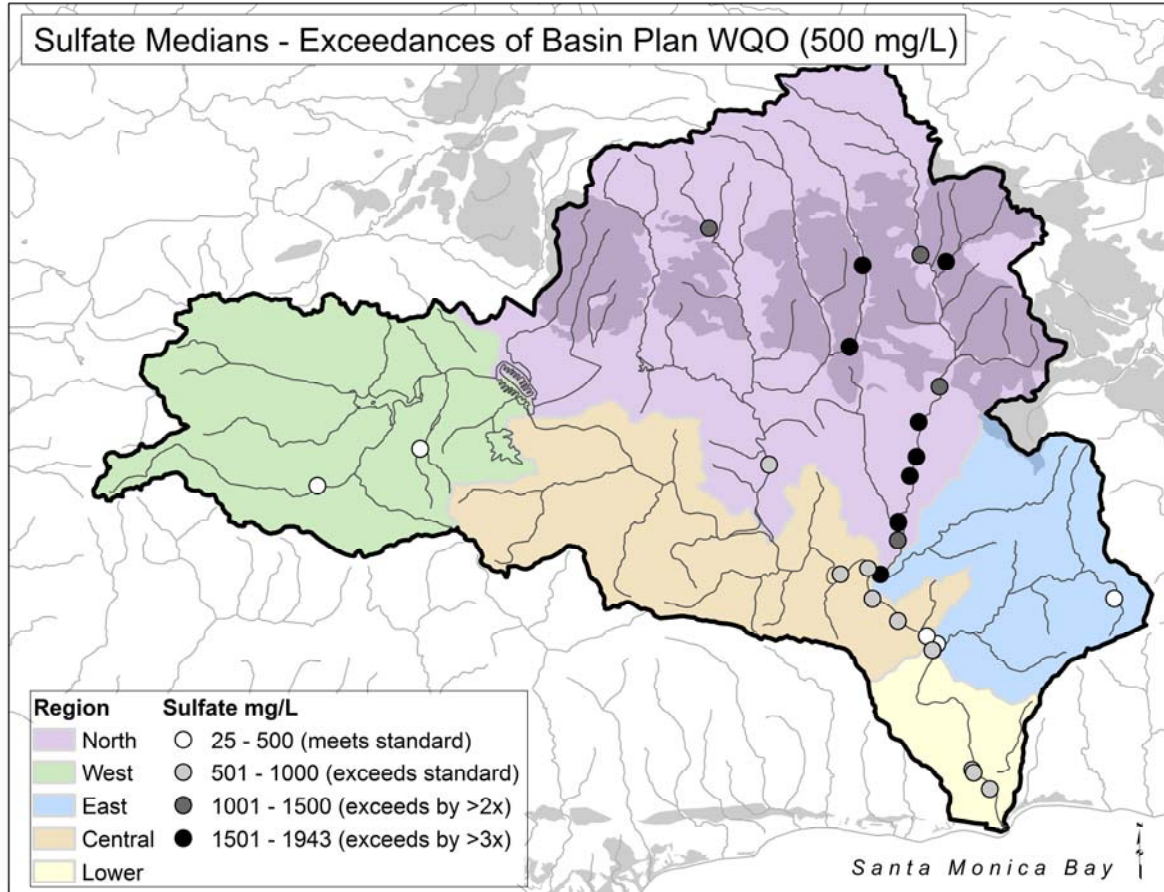 Sulfate Medians - Exceedances of Basin Plan WQO (500 mg/L)
Region Sulfate mg/L
North 25 - 500 (meets standard)
West 501 - 1000 (exceeds standard)
East 1001 - 1500 (exceeds by >2x)
Central 1501 - 1943 (exceeds by >3x)
Lower
Santa Monica Bay